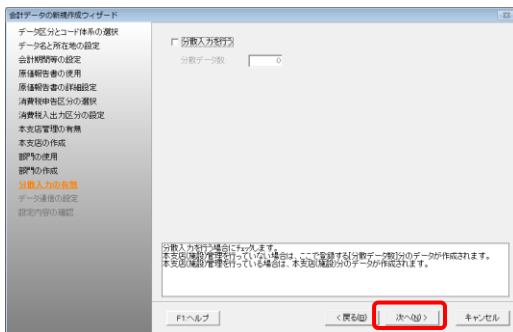 会計データの新規作成ウィザード
データ区分とコード体系の選択
データ名と所在地の設定
会計期間等の設定
原価報告書の使用
原価報告書の詳細設定
消費税申告区分の選択
消費税入出力区分の設定
本支店管理の有無
本支店の作成
部門の使用
部門の作成
分散入力の有無
データ通信の設定
設定内容の確認
分散入力を行う
分散データ数: 0
分散入力を行う場合にチェックします。
本支店(施設)管理を行っていない場合は、ここで登録する[分散データ数]分のデータが作成されます。
本支店(施設)管理を行っている場合は、本支店(施設)分のデータが作成されます。
F1:ヘルプ
< 戻る(B)
次へ(N) >
キャンセル